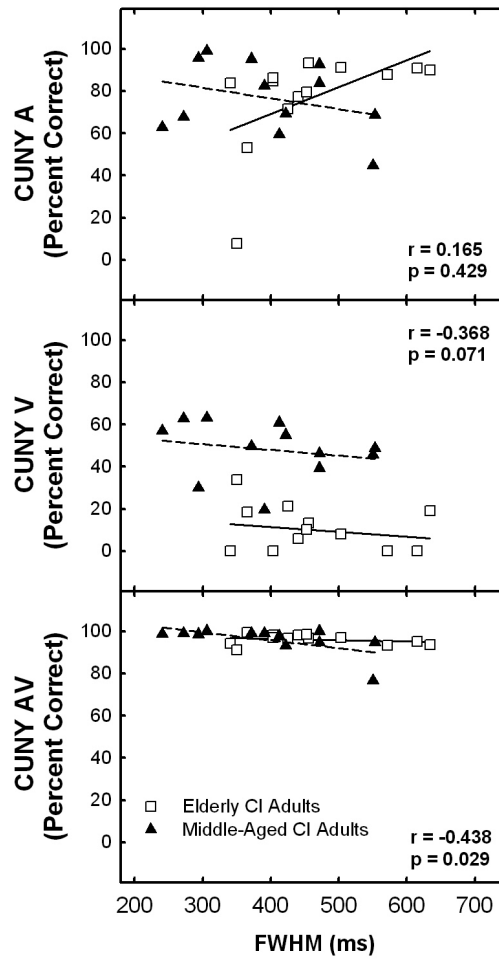 CUNY A
(Percent Correct)
100
80
60
40
20
0
r = 0.165
p = 0.429
CUNY V
(Percent Correct)
100
80
60
40
20
0
r = -0.368
p = 0.071
CUNY AV
(Percent Correct)
100
80
60
40
20
0
Elderly CI Adults
Middle-Aged CI Adults
r = -0.438
p = 0.029
200 300 400 500 600 700
FWHM (ms)